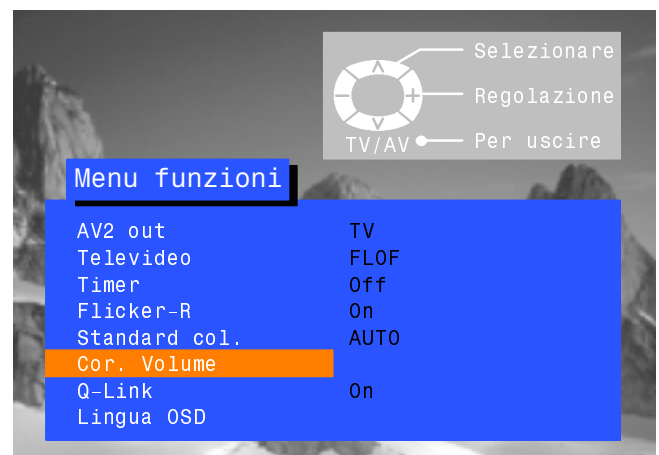 Selezionare
Regolazione
TV/AV Per uscire
Menu funzioni
AV2 out TV
Televideo FLOF
Timer Off
Flicker-R On
Standard col. AUTO
Cor. Volume
Q-Link On
Lingua OSD